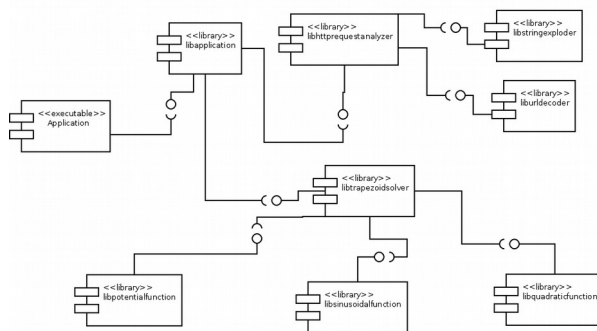 <<library>>
libapplication
<<library>>
libhttprequestanalyzer
<<library>>
libstringexploder
<<library>>
liburldecoder
<<executable>>
Application
<<library>>
libtrapezoidsolver
<<library>>
libpotentialfunction
<<library>>
libsinusoidalfunction
<<library>>
libquadraticfunction